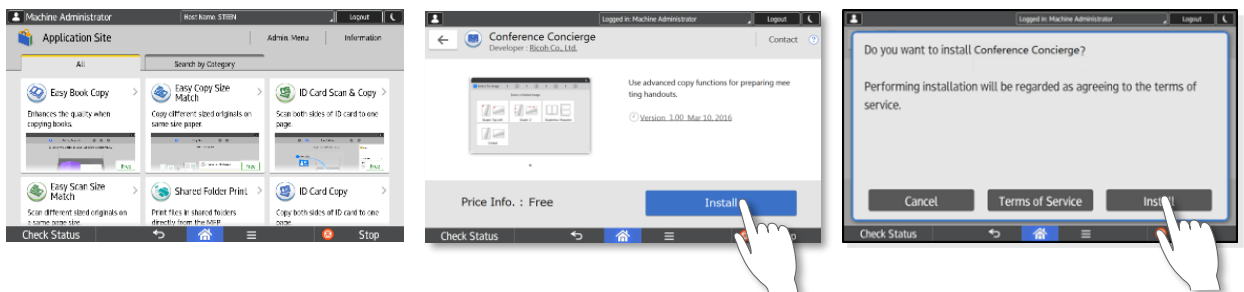 Machine Administrator
Host Name: STEEN
Logout
Application Site
Admin. Menu
Information
All
Search by Category
Easy Book Copy
Enhances the quality when
copying books.
Free
Easy Copy Size
Match
Copy different sized originals on
same size paper.
Free
ID Card Scan & Copy
Scan both sides of ID card to one
page.
Free
Easy Scan Size
Match
Scan different sized originals on
a same page size.
Shared Folder Print
Print files in shared folders
directly from the MFP.
ID Card Copy
Copy both sides of ID card to one
page.
Check Status
Stop
Logged in: Machine Administrator
Logout
Conference Concierge
Developer : Ricoh Co., Ltd.
Contact
Use advanced copy functions for preparing mee
ting handouts.
Version 1.00 Mar 10, 2016
Price Info. : Free
Install
Check Status
Logged in: Machine Administrator
Logout
Do you want to install Conference Concierge?
Performing installation will be regarded as agreeing to the terms of
service.
Cancel
Terms of Service
Install
Check Status